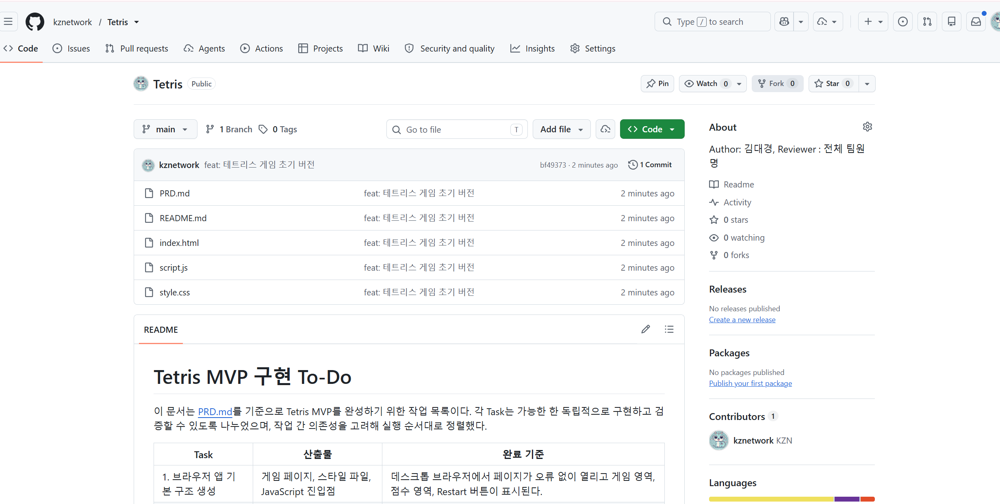 kznetwork / Tetris
Type / to search
Code Issues Pull requests Agents Actions Projects Wiki Security and quality Insights Settings
Tetris Public
Pin Watch 0 Fork 0 Star 0
main 1 Branch 0 Tags
Go to file T Add file Code
kznetwork feat: 테트리스 게임 초기 버전 bf49373 · 2 minutes ago 1 Commit
PRD.md feat: 테트리스 게임 초기 버전 2 minutes ago
README.md feat: 테트리스 게임 초기 버전 2 minutes ago
index.html feat: 테트리스 게임 초기 버전 2 minutes ago
script.js feat: 테트리스 게임 초기 버전 2 minutes ago
style.css feat: 테트리스 게임 초기 버전 2 minutes ago
README
Tetris MVP 구현 To-Do
이 문서는 PRD.md를 기준으로 Tetris MVP를 완성하기 위한 작업 목록이다. 각 Task는 가능한 한 독립적으로 구현하고 검
증할 수 있도록 나누었으며, 작업 간 의존성을 고려해 실행 순서대로 정렬했다.
Task 산출물 완료 기준
1. 브라우저 앱 기 게임 페이지, 스타일 파일, 데스크톱 브라우저에서 페이지가 오류 없이 열리고 게임 영역,
본 구조 생성 JavaScript 진입점 점수 영역, Restart 버튼이 표시된다.
About
Author: 김대경, Reviewer : 전체 팀원
명
Readme
Activity
0 stars
0 watching
0 forks
Releases
No releases published
Create a new release
Packages
No packages published
Publish your first package
Contributors 1
kznetwork KZN
Languages